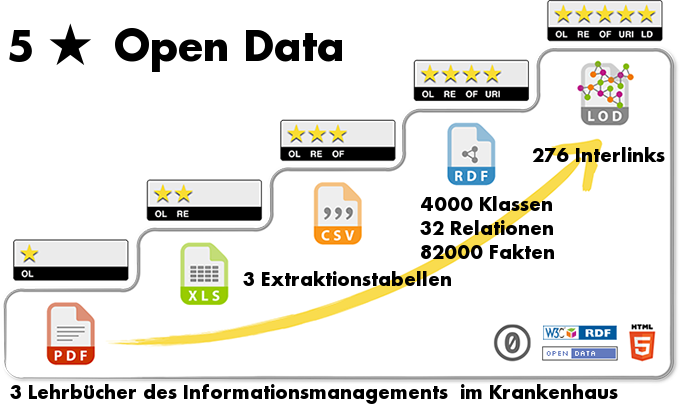 5 ★ Open Data
OL RE OF URI LD
OL RE OF URI
OL RE OF
OL RE
OL
LOD
276 Interlinks
RDF
4000 Klassen
32 Relationen
82000 Fakten
CSV
XLS
3 Extraktionstabellen
PDF
0
W3C RDF
OPEN DATA
HTML
5
3 Lehrbücher des Informationsmanagements im Krankenhaus